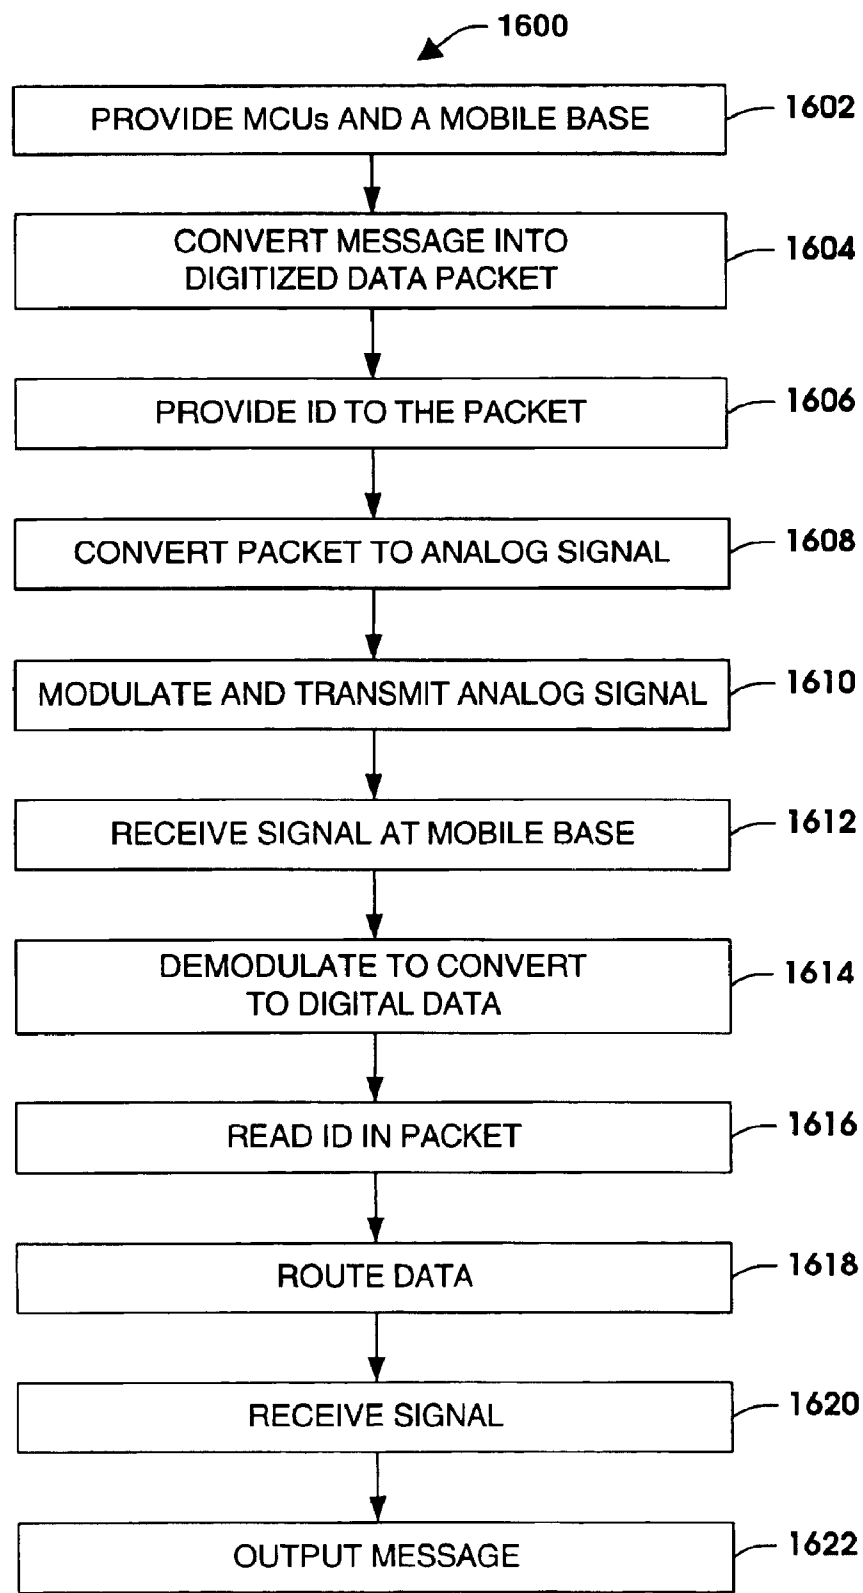 1600
PROVIDE MCUs AND A MOBILE BASE
1602
CONVERT MESSAGE INTO
DIGITIZED DATA PACKET
1604
PROVIDE ID TO THE PACKET
1606
CONVERT PACKET TO ANALOG SIGNAL
1608
MODULATE AND TRANSMIT ANALOG SIGNAL
1610
RECEIVE SIGNAL AT MOBILE BASE
1612
DEMODULATE TO CONVERT
TO DIGITAL DATA
1614
READ ID IN PACKET
1616
ROUTE DATA
1618
RECEIVE SIGNAL
1620
OUTPUT MESSAGE
1622